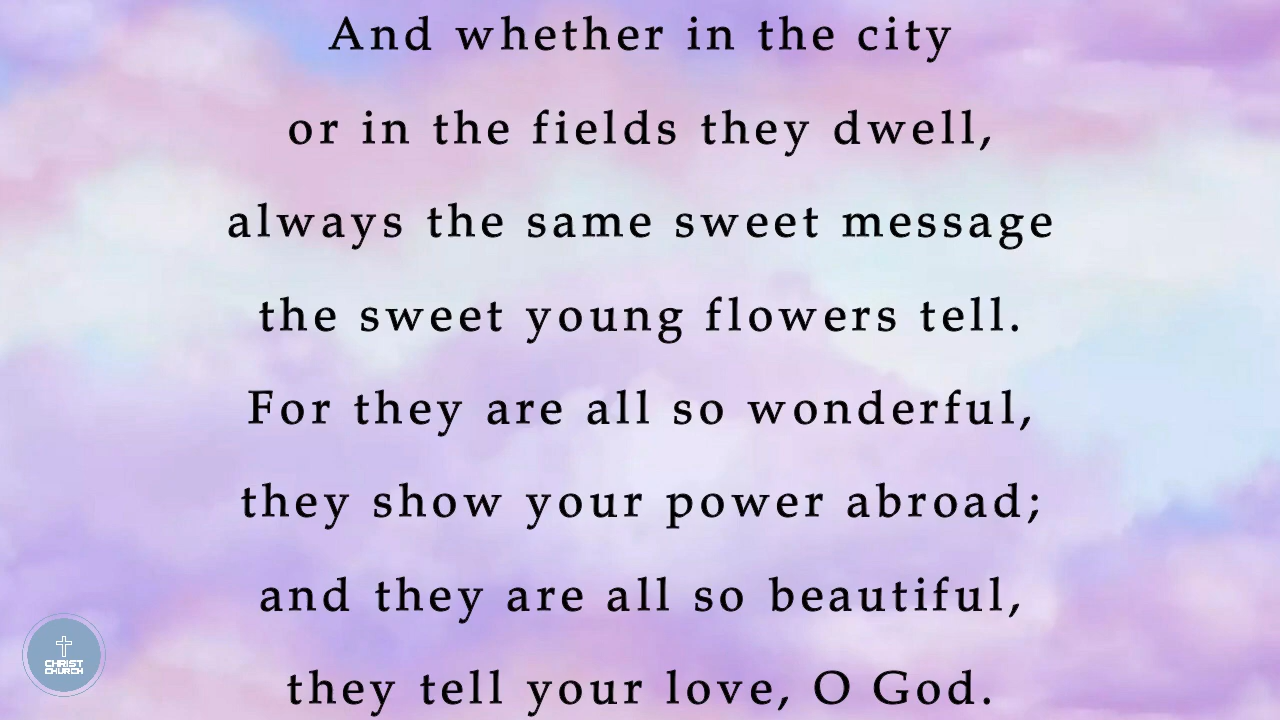 And whether in the city
or in the fields they dwell,
always the same sweet message
the sweet young flowers tell.
For they are all so wonderful,
they show your power abroad;
and they are all so beautiful,
they tell your love, O God.
CHRIST
CHURCH